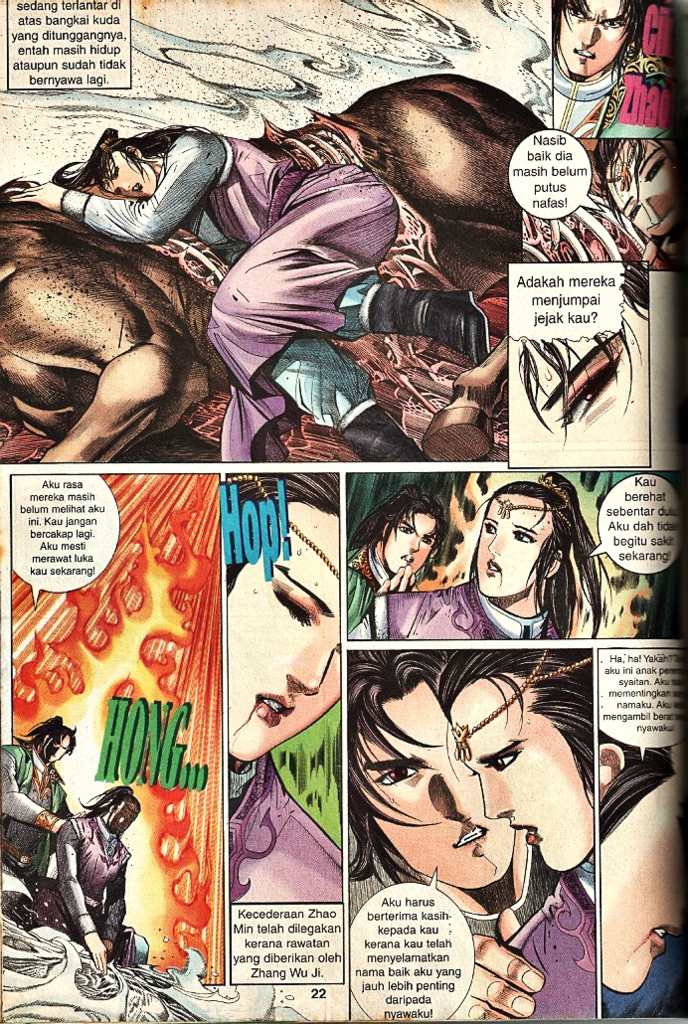 sedang terlantar di
atas bangkai kuda
yang ditunggangnya,
entah masih hidup
ataupun sudah tidak
bernyawa lagi.
Zhao
Nasib
baik dia
masih belum
putus
nafas!
Adakah mereka
menjumpai
jejak kau?
Aku rasa
mereka masih
belum melihat aku
ini. Kau jangan
bercakap lagi.
Aku mesti
merawat luka
kau sekarang!
HONG...
Hop!
Kecederaan Zhao
Min telah dilegakan
kerana rawatan
yang diberikan oleh
Zhang Wu Ji.
Kau
berehat
sebentar
Aku dah
begitu sakit
sekarang!
Aku harus
berterima kasih
kepada kau
kerana kau telah
menyelamatkan
nama baik aku yang
jauh lebih penting
daripada
nyawaku!
Ha, ha! Yakah?
aku ini anak
syaitan. Aku
mementingkan
namaku. Aku
mengambil
nyawaku
22